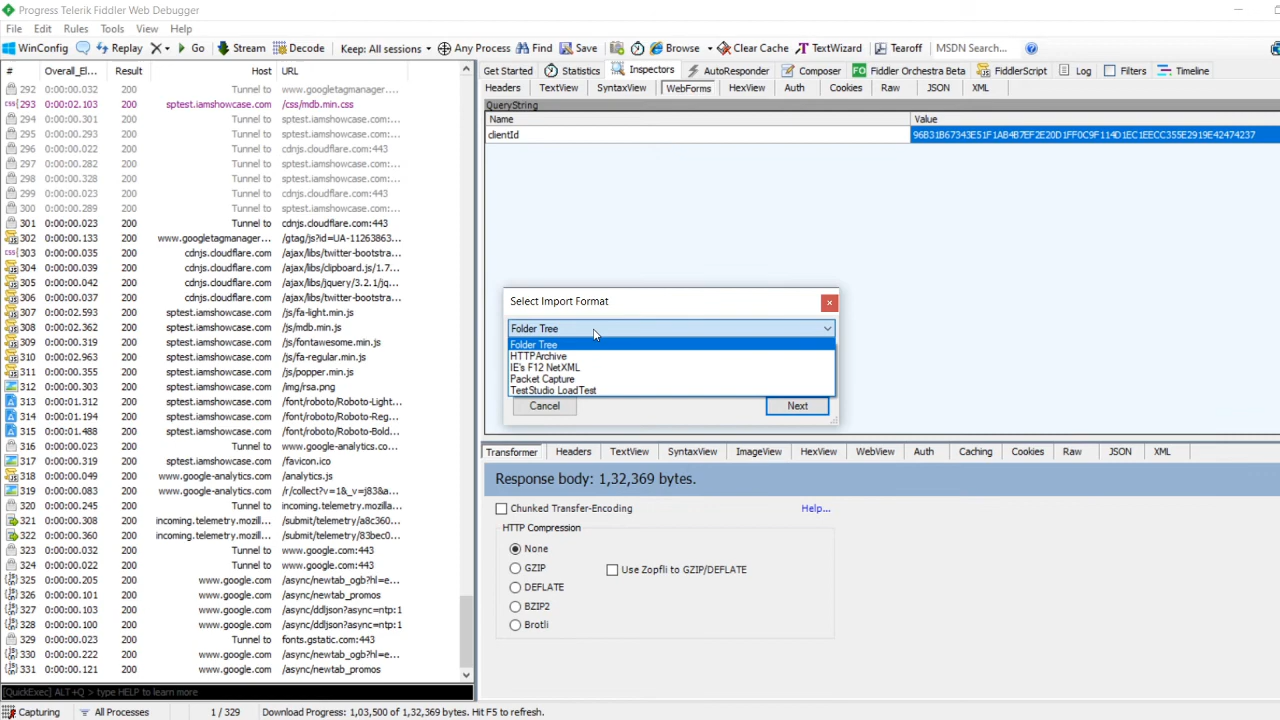 Progress Telerik Fiddler Web Debugger
File Edit Rules Tools View Help
WinConfig Replay Go Stream Decode Keep: All sessions Any Process Find Save Browse Clear Cache TextWizard Tearoff MSDN Search...
# Overall_El... Result Host URL
292 0:00:00.032 200 www.googletagmanager....
293 0:00:02.103 200 sptest.iamshowcase.com /css/mdb.min.css
294 0:00:00.301 200 Tunnel to sptest.iamshowcase.com:...
295 0:00:00.293 200 Tunnel to sptest.iamshowcase.com:...
296 0:00:00.022 200 Tunnel to cdnjs.cloudflare.com:443
297 0:00:00.282 200 Tunnel to sptest.iamshowcase.com:...
298 0:00:00.328 200 Tunnel to sptest.iamshowcase.com:...
299 0:00:00.023 200 Tunnel to cdnjs.cloudflare.com:443
300 0:00:00.289 200 Tunnel to sptest.iamshowcase.com:...
301 0:00:00.023 200 Tunnel to cdnjs.cloudflare.com:443
302 0:00:00.133 200 www.googletagmanager... /gtag/js?id=UA-11263863...
303 0:00:00.035 200 cdnjs.cloudflare.com /ajax/libs/twitter-bootstra...
304 0:00:00.039 200 cdnjs.cloudflare.com /ajax/libs/clipboard.js/1.7...
305 0:00:00.042 200 cdnjs.cloudflare.com /ajax/libs/jquery/3.2.1/jq...
306 0:00:00.037 200 cdnjs.cloudflare.com /ajax/libs/twitter-bootstra...
307 0:00:02.593 200 sptest.iamshowcase.com /js/fa-light.min.js
308 0:00:02.362 200 sptest.iamshowcase.com /js/mdb.min.js
309 0:00:00.319 200 sptest.iamshowcase.com /js/fontawesome.min.js
310 0:00:02.963 200 sptest.iamshowcase.com /js/fa-regular.min.js
311 0:00:00.355 200 sptest.iamshowcase.com /js/popper.min.js
312 0:00:00.303 200 sptest.iamshowcase.com /img/rsa.png
313 0:00:01.312 200 sptest.iamshowcase.com /font/roboto/Roboto-Light...
314 0:00:01.194 200 sptest.iamshowcase.com /font/roboto/Roboto-Reg...
315 0:00:01.488 200 sptest.iamshowcase.com /font/roboto/Roboto-Bold...
316 0:00:00.023 200 Tunnel to www.google-analytics.co...
317 0:00:00.319 200 sptest.iamshowcase.com /favicon.ico
318 0:00:00.049 200 www.google-analytics.com /analytics.js
319 0:00:00.083 200 www.google-analytics.com /r/collect?v=1&_v=j83&a...
320 0:00:00.245 200 Tunnel to incoming.telemetry.mozilla...
321 0:00:00.308 200 incoming.telemetry.mozill... /submit/telemetry/a8c360...
322 0:00:00.360 200 incoming.telemetry.mozill... /submit/telemetry/83bec0...
323 0:00:00.032 200 Tunnel to www.google.com:443
324 0:00:00.022 200 Tunnel to www.google.com:443
325 0:00:00.205 200 www.google.com /async/newtab_ogb?hl=e...
326 0:00:00.101 200 www.google.com /async/newtab_promos
327 0:00:00.103 200 www.google.com /async/ddljson?async=ntp:1
328 0:00:00.100 200 www.google.com /async/ddljson?async=ntp:1
329 0:00:00.023 200 Tunnel to fonts.gstatic.com:443
330 0:00:00.222 200 www.google.com /async/newtab_ogb?hl=e...
331 0:00:00.121 200 www.google.com /async/newtab_promos
[QuickExec] ALT+Q > type HELP to learn more
Capturing All Processes 1 / 329 Download Progress: 1,03,500 of 1,32,369 bytes. Hit F5 to refresh.
Get Started Statistics Inspectors AutoResponder Composer FO Fiddler Orchestra Beta FiddlerScript Log Filters Timeline
Headers TextView SyntaxView WebForms HexView Auth Cookies Raw JSON XML
QueryString
Name Value
clientId 96B31B67343E51F1AB4B7EF2E20D1FF0C9F114D1EC1EECC355E2919E42474237
Select Import Format
Folder Tree
Folder Tree
HTTPArchive
IE's F12 NetXML
Packet Capture
TestStudio LoadTest
Cancel Next
Transformer Headers TextView SyntaxView ImageView HexView WebView Auth Caching Cookies Raw JSON XML
Response body: 1,32,369 bytes.
Chunked Transfer-Encoding Help...
HTTP Compression
None
GZIP Use Zopfli to GZIP/DEFLATE
DEFLATE
BZIP2
Brotli